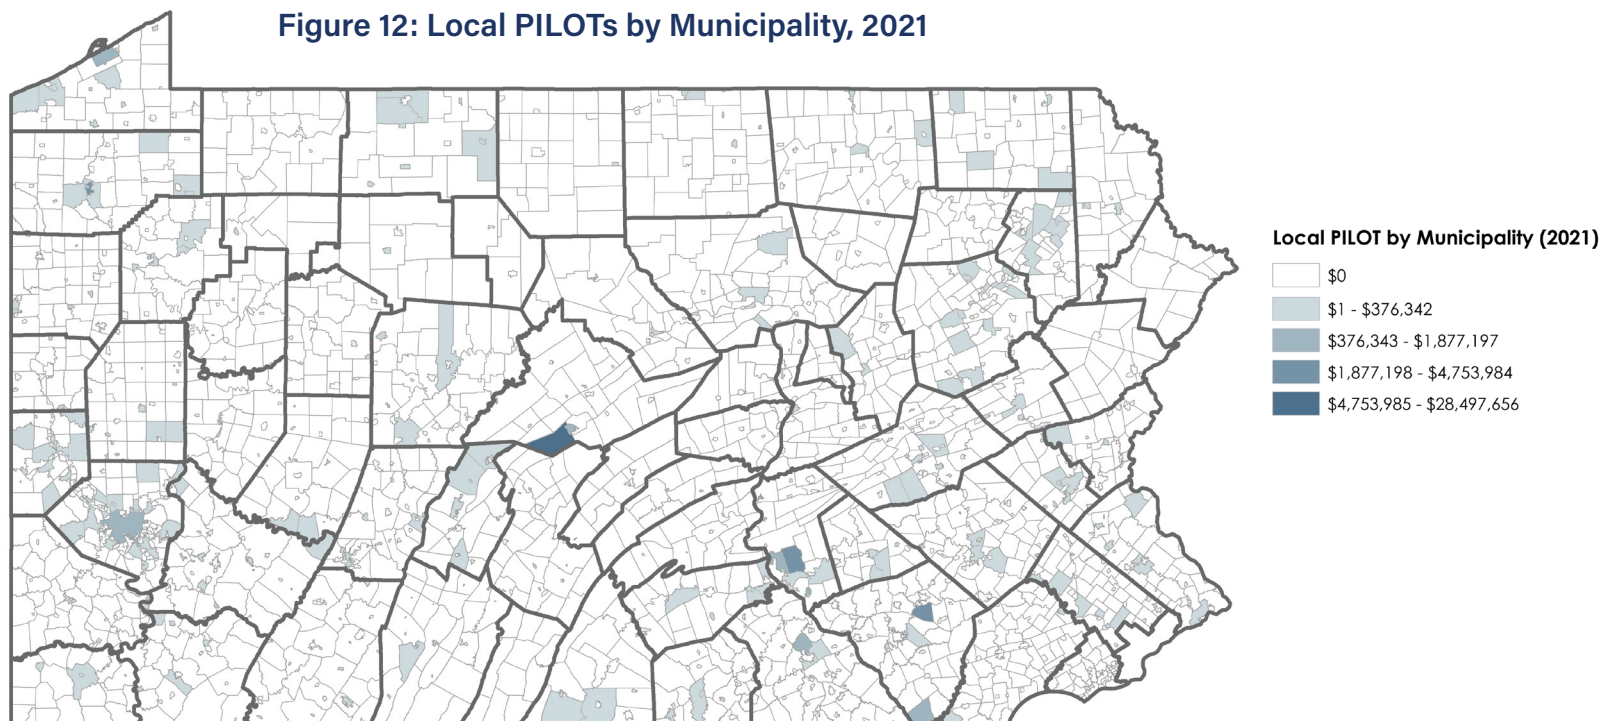 Figure 12: Local PILOTs by Municipality, 2021
Local PILOT by Municipality (2021)
$0
$1 - $376,342
$376,343 - $1,877,197
$1,877,198 - $4,753,984
$4,753,985 - $28,497,656